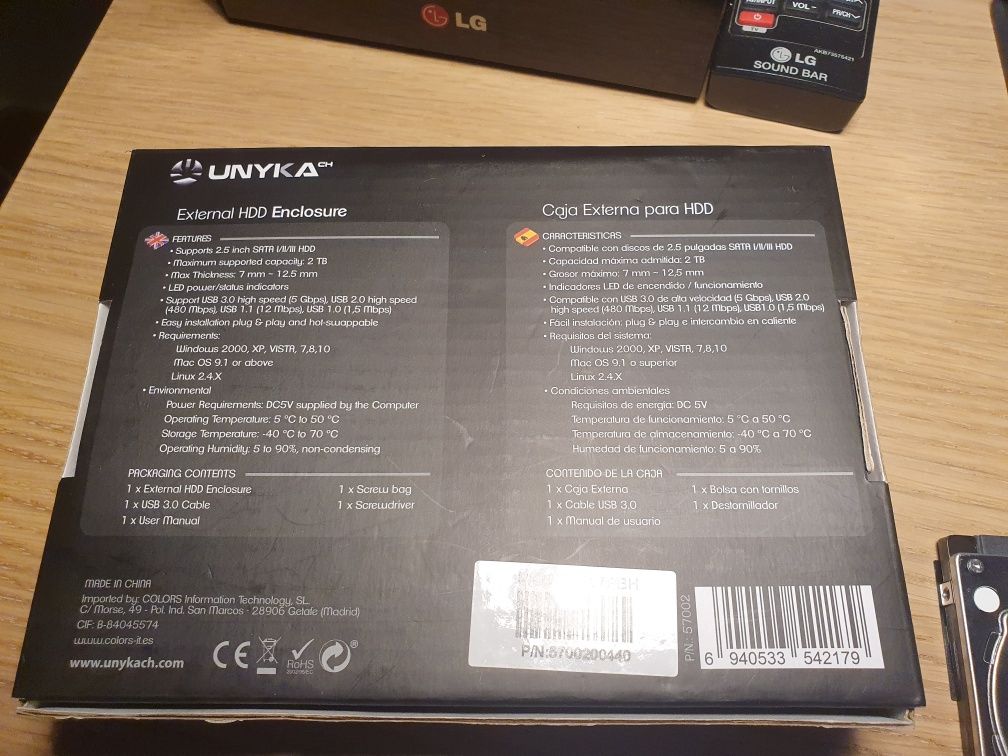 LG
VOL -
PR/CH
TV
AKB73575421
LG
SOUND BAR
UNYKA CH
External HDD Enclosure
FEATURES
• Supports 2.5 inch SATA I/II/III HDD
• Maximum supported capacity: 2 TB
• Max Thickness: 7 mm ~ 12.5 mm
• LED power/status indicators
• Support USB 3.0 high speed (5 Gbps), USB 2.0 high speed
(480 Mbps), USB 1.1 (12 Mbps), USB 1.0 (1,5 Mbps)
• Easy installation plug & play and hot-swappable
• Requirements:
Windows 2000, XP, VISTA, 7,8,10
Mac OS 9.1 or above
Linux 2.4.X
• Environmental
Power Requirements: DC5V supplied by the Computer
Operating Temperature: 5 ºC to 50 ºC
Storage Temperature: -40 ºC to 70 ºC
Operating Humidity: 5 to 90%, non-condensing
PACKAGING CONTENTS
1 x External HDD Enclosure
1 x Screw bag
1 x USB 3.0 Cable
1 x Screwdriver
1 x User Manual
Caja Externa para HDD
CARACTERISTICAS
• Compatible con discos de 2.5 pulgadas SATA I/II/III HDD
• Capacidad máxima admitida: 2 TB
• Grosor máximo: 7 mm ~ 12,5 mm
• Indicadores LED de encendido / funcionamiento
• Compatible con USB 3.0 de alta velocidad (5 Gbps), USB 2.0
high speed (480 Mbps), USB 1.1 (12 Mbps), USB1.0 (1,5 Mbps)
• Fácil instalación: plug & play e intercambio en caliente
• Requisitos del sistema:
Windows 2000, XP, VISTA, 7,8,10
Mac OS 9.1 o superior
Linux 2.4.X
• Condiciones ambientales
Requisitos de energía: DC 5V
Temperatura de funcionamiento: 5 ºC a 50 ºC
Temperatura de almacenamiento: -40 ºC a 70 ºC
Humedad de funcionamiento: 5 a 90%
CONTENIDO DE LA CAJA
1 x Caja Externa
1 x Bolsa con tornillos
1 x Cable USB 3.0
1 x Destornillador
1 x Manual de usuario
MADE IN CHINA
Imported by: COLORS Information Technology, SL.
C/ Morse, 49 - Pol. Ind. San Marcos - 28906 Getafe (Madrid)
CIF: B-84045574
www.colors-it.es
www.unykach.com
CE
RoHS
2002/95/EC
P/N:5700200440
P/N.: 57002
6 940533 542179